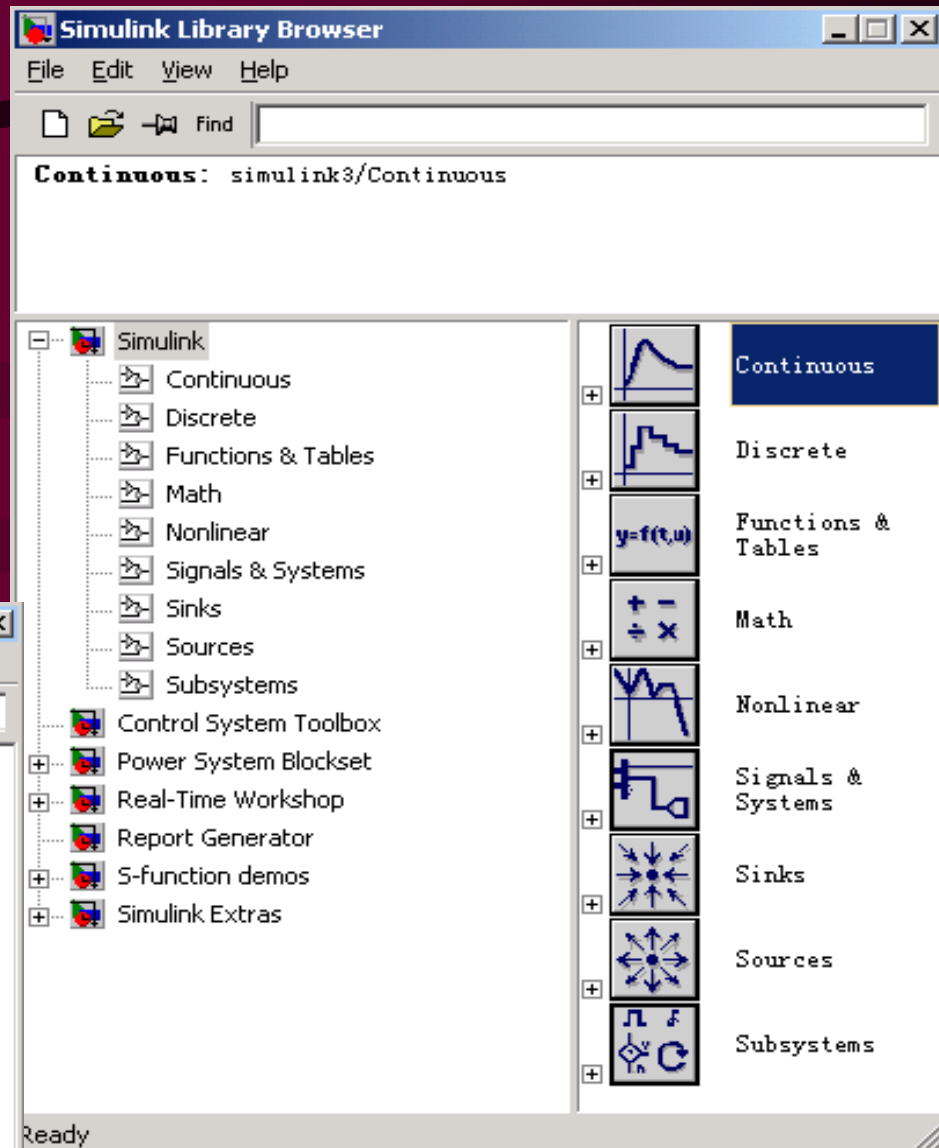 Simulink Library Browser
File Edit View Help
Find
Continuous: simulink3/Continuous
Simulink
Continuous
Discrete
Functions & Tables
Math
Nonlinear
Signals & Systems
Sinks
Sources
Subsystems
Control System Toolbox
Power System Blockset
Real-Time Workshop
Report Generator
S-function demos
Simulink Extras
Continuous
Discrete
y=f(t,u)
Functions &
Tables
Math
Nonlinear
Signals &
Systems
Sinks
Sources
Subsystems
Ready